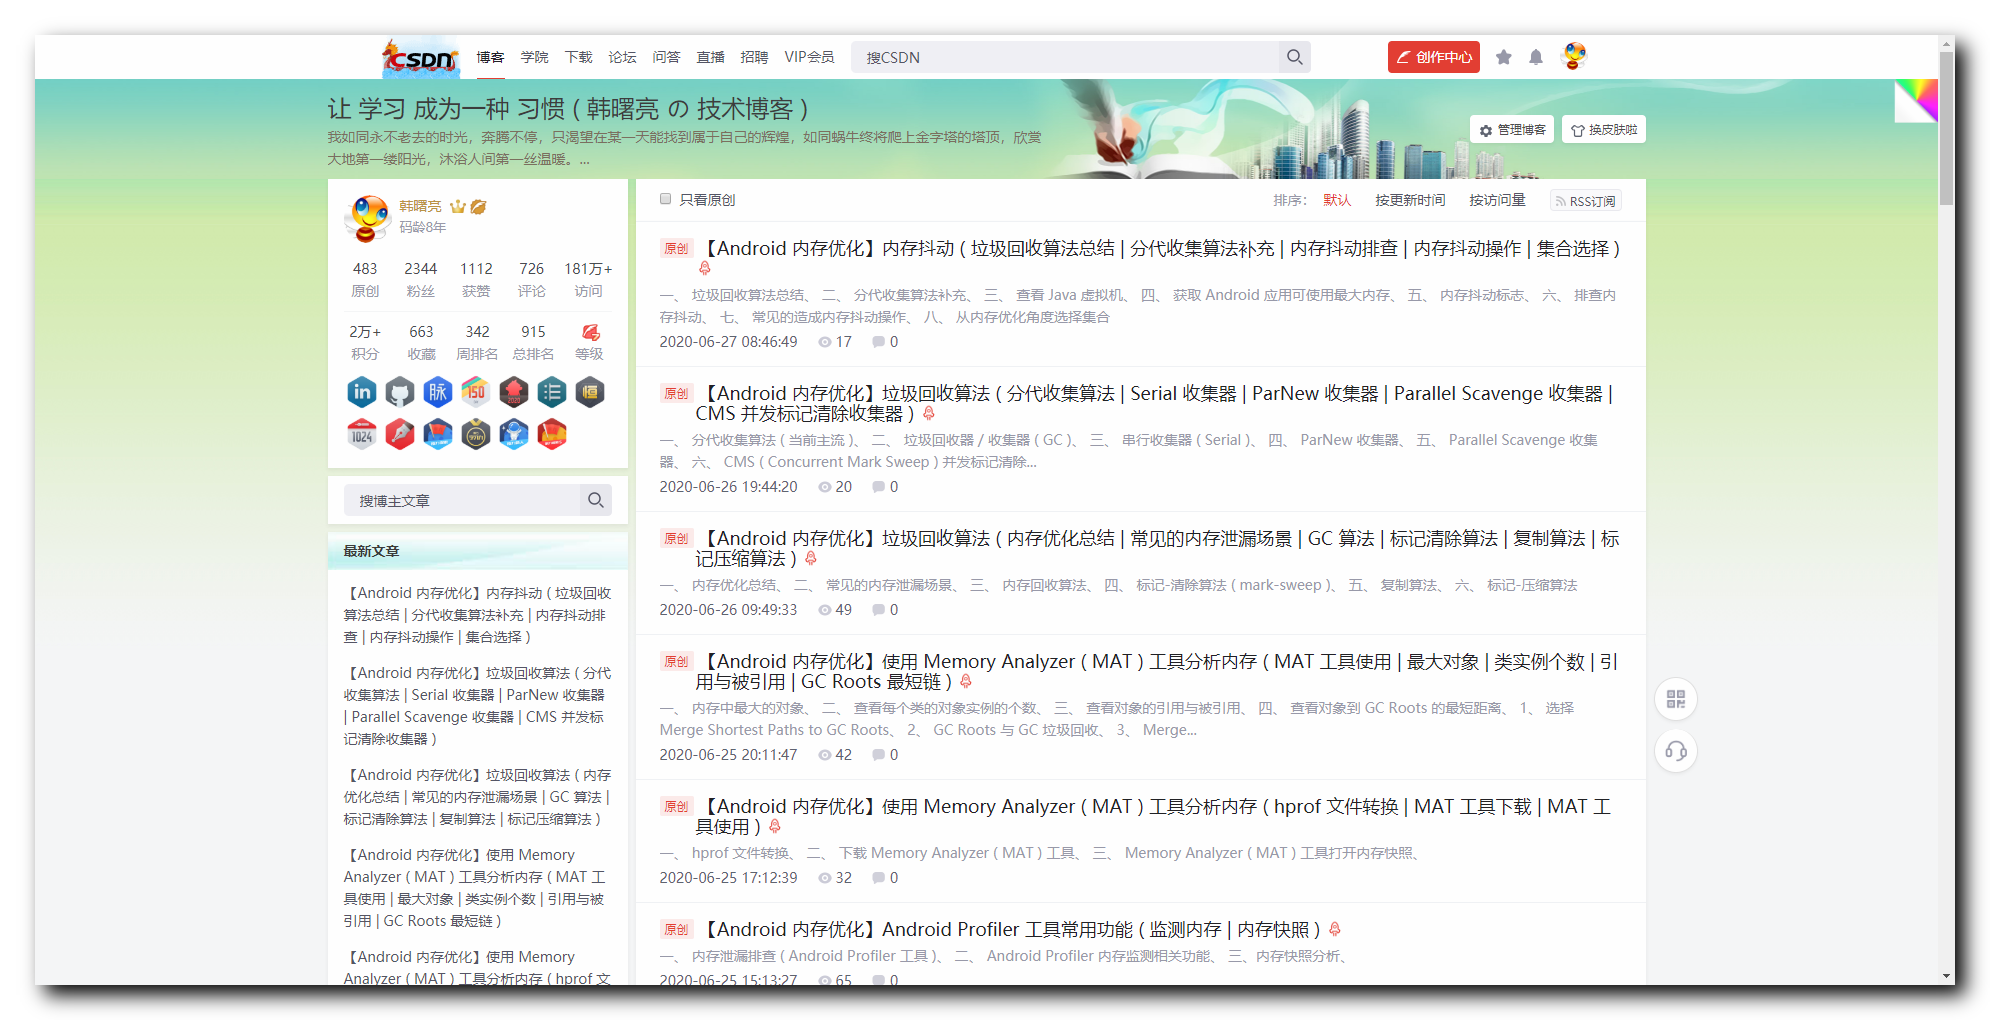 CSDN 博客 学院 下载 论坛 问答 直播 招聘 VIP会员 搜CSDN 创作中心
让 学习 成为一种 习惯 ( 韩曙亮 の 技术博客 )
我如同永不老去的时光，奔腾不停，只渴望在某一天能找到属于自己的辉煌，如同蜗牛终将爬上金字塔的塔顶，欣赏
大地第一缕阳光，沐浴人间第一丝温暖。...
管理博客 换皮肤啦
韩曙亮
码龄8年
483 2344 1112 726 181万+
原创 粉丝 获赞 评论 访问
2万+ 663 342 915
积分 收藏 周排名 总排名 等级
in 脉 150 2020 恒
1024
搜博主文章
最新文章
【Android 内存优化】内存抖动 ( 垃圾回收
算法总结 | 分代收集算法补充 | 内存抖动排
查 | 内存抖动操作 | 集合选择 )
【Android 内存优化】垃圾回收算法 ( 分代
收集算法 | Serial 收集器 | ParNew 收集器
| Parallel Scavenge 收集器 | CMS 并发标
记清除收集器 )
【Android 内存优化】垃圾回收算法 ( 内存
优化总结 | 常见的内存泄漏场景 | GC 算法 |
标记清除算法 | 复制算法 | 标记压缩算法 )
【Android 内存优化】使用 Memory
Analyzer ( MAT ) 工具分析内存 ( MAT 工
具使用 | 最大对象 | 类实例个数 | 引用与被
引用 | GC Roots 最短链 )
【Android 内存优化】使用 Memory
Analyzer ( MAT ) 工具分析内存 ( hprof 文
只看原创 排序： 默认 按更新时间 按访问量 RSS订阅
原创 【Android 内存优化】内存抖动 ( 垃圾回收算法总结 | 分代收集算法补充 | 内存抖动排查 | 内存抖动操作 | 集合选择 )
一、 垃圾回收算法总结、 二、 分代收集算法补充、 三、 查看 Java 虚拟机、 四、 获取 Android 应用可使用最大内存、 五、 内存抖动标志、 六、 排查内
存抖动、 七、 常见的造成内存抖动操作、 八、 从内存优化角度选择集合
2020-06-27 08:46:49 17 0
原创 【Android 内存优化】垃圾回收算法 ( 分代收集算法 | Serial 收集器 | ParNew 收集器 | Parallel Scavenge 收集器 |
CMS 并发标记清除收集器 )
一、 分代收集算法 ( 当前主流 )、 二、 垃圾回收器 / 收集器 ( GC )、 三、 串行收集器 ( Serial )、 四、 ParNew 收集器、 五、 Parallel Scavenge 收集
器、 六、 CMS ( Concurrent Mark Sweep ) 并发标记清除...
2020-06-26 19:44:20 20 0
原创 【Android 内存优化】垃圾回收算法 ( 内存优化总结 | 常见的内存泄漏场景 | GC 算法 | 标记清除算法 | 复制算法 | 标
记压缩算法 )
一、 内存优化总结、 二、 常见的内存泄漏场景、 三、 内存回收算法、 四、 标记-清除算法 ( mark-sweep )、 五、 复制算法、 六、 标记-压缩算法
2020-06-26 09:49:33 49 0
原创 【Android 内存优化】使用 Memory Analyzer ( MAT ) 工具分析内存 ( MAT 工具使用 | 最大对象 | 类实例个数 | 引
用与被引用 | GC Roots 最短链 )
一、 内存中最大的对象、 二、 查看每个类的对象实例的个数、 三、 查看对象的引用与被引用、 四、 查看对象到 GC Roots 的最短距离、 1、 选择
Merge Shortest Paths to GC Roots、 2、 GC Roots 与 GC 垃圾回收、 3、 Merge...
2020-06-25 20:11:47 42 0
原创 【Android 内存优化】使用 Memory Analyzer ( MAT ) 工具分析内存 ( hprof 文件转换 | MAT 工具下载 | MAT 工
具使用 )
一、 hprof 文件转换、 二、 下载 Memory Analyzer ( MAT ) 工具、 三、 Memory Analyzer ( MAT ) 工具打开内存快照、
2020-06-25 17:12:39 32 0
原创 【Android 内存优化】Android Profiler 工具常用功能 ( 监测内存 | 内存快照 )
一、 内存泄漏排查 ( Android Profiler 工具 )、 二、 Android Profiler 内存监测相关功能、 三、内存快照分析、
2020-06-25 15:13:27 65 0